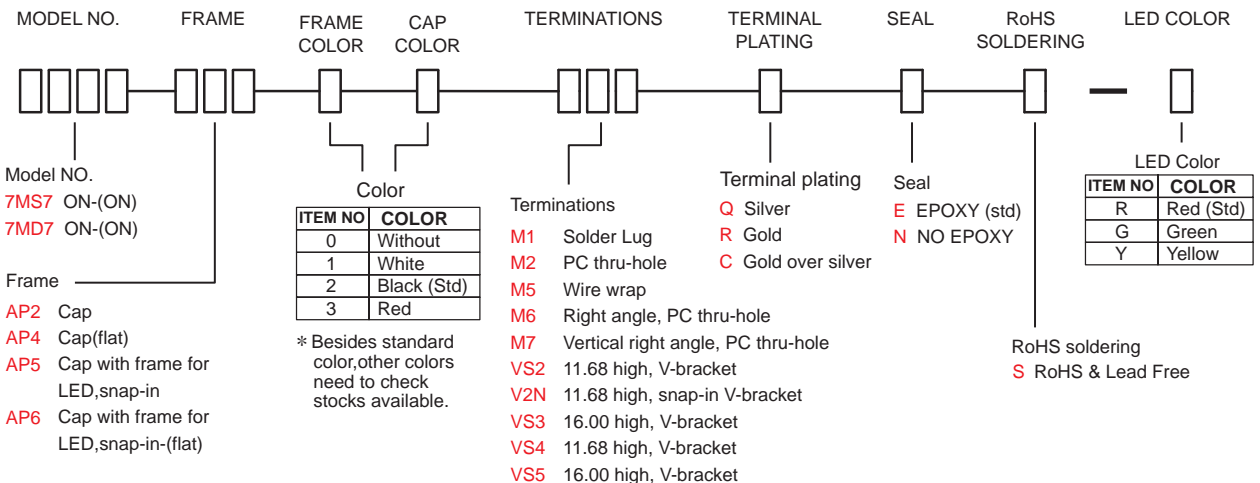 MODEL NO.
FRAME
FRAME
COLOR
CAP
COLOR
TERMINATIONS
TERMINAL
PLATING
SEAL
RoHS
SOLDERING
LED COLOR
Model NO.
7MS7 ON-(ON)
7MD7 ON-(ON)
Frame
AP2 Cap
AP4 Cap(flat)
AP5 Cap with frame for
LED,snap-in
AP6 Cap with frame for
LED,snap-in-(flat)
Color
ITEM NO COLOR
0 Without
1 White
2 Black (Std)
3 Red
* Besides standard
color,other colors
need to check
stocks available.
Terminations
M1 Solder Lug
M2 PC thru-hole
M5 Wire wrap
M6 Right angle, PC thru-hole
M7 Vertical right angle, PC thru-hole
VS2 11.68 high, V-bracket
V2N 11.68 high, snap-in V-bracket
VS3 16.00 high, V-bracket
VS4 11.68 high, V-bracket
VS5 16.00 high, V-bracket
Terminal plating
Q Silver
R Gold
C Gold over silver
Seal
E EPOXY (std)
N NO EPOXY
RoHS soldering
S RoHS & Lead Free
LED Color
ITEM NO COLOR
R Red (Std)
G Green
Y Yellow